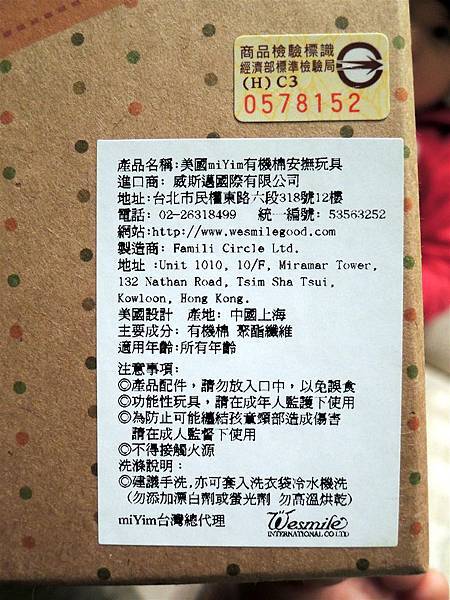 商品檢驗標識
經濟部標準檢驗局
(H) C3
0578152
產品名稱:美國miYim有機棉安撫玩具
進口商: 威斯邁國際有限公司
地址:台北市民權東路六段318號12樓
電話: 02-26318499 統一編號: 53563252
網站:http://www.wesmilegood.com
製造商: Famili Circle Ltd.
地址 :Unit 1010, 10/F, Miramar Tower,
132 Nathan Road, Tsim Sha Tsui,
Kowloon, Hong Kong.
美國設計 產地: 中國上海
主要成分: 有機棉 聚酯纖維
適用年齡:所有年齡
注意事項:
◎產品配件，請勿放入口中，以免誤食
◎功能性玩具，請在成年人監護下使用
◎為防止可能纏結孩童頸部造成傷害
請在成人監督下使用
◎不得接觸火源
洗滌說明：
◎建議手洗,亦可套入洗衣袋冷水機洗
(勿添加漂白劑或螢光劑 勿高溫烘乾)
miYim台灣總代理
Wesmile
INTERNATIONAL CO LTD